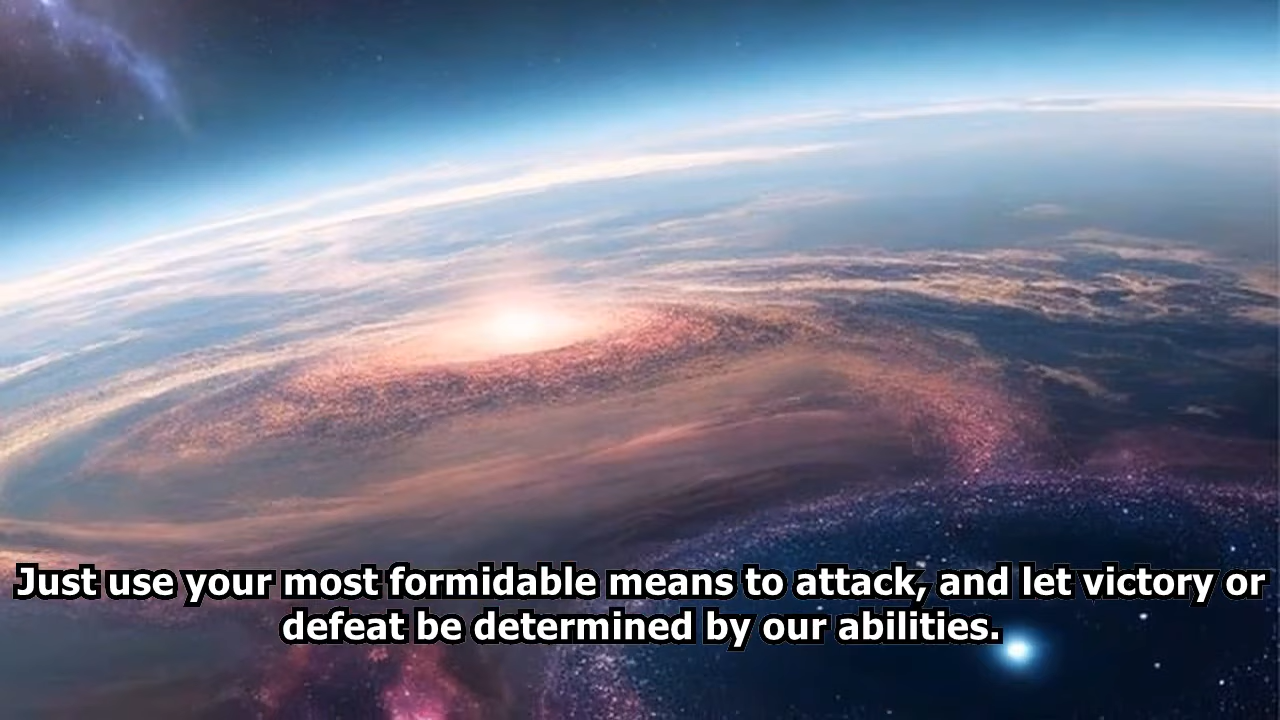 Just use your most formidable means to attack, and let victory or
defeat be determined by our abilities.